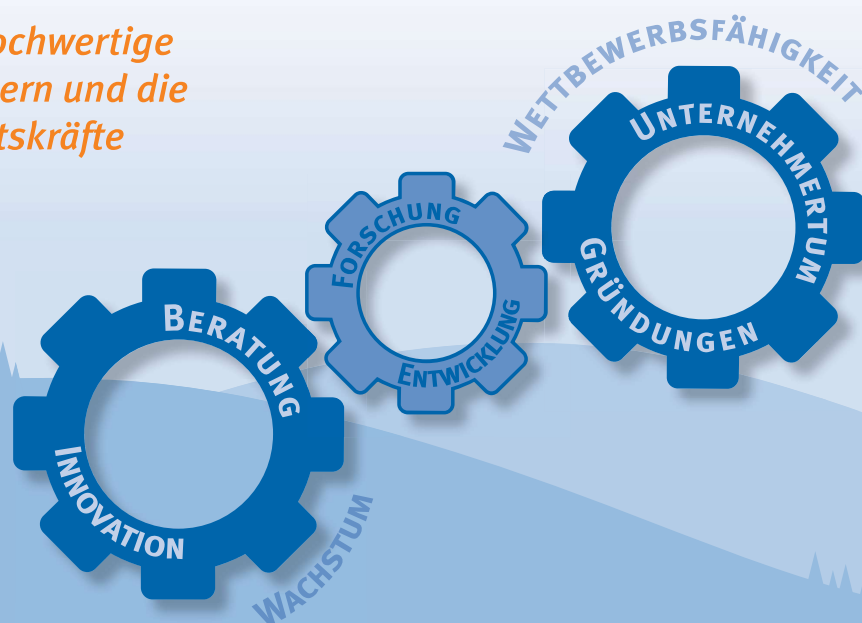 ochwertige
ern und die
tskräfte
WETTBEWERBSFÄHIGKEIT
UNTERNEHMERTUM
GRÜNDUNGEN
FORSCHUNG
ENTWICKLUNG
BERATUNG
INNOVATION
WACHSTUM